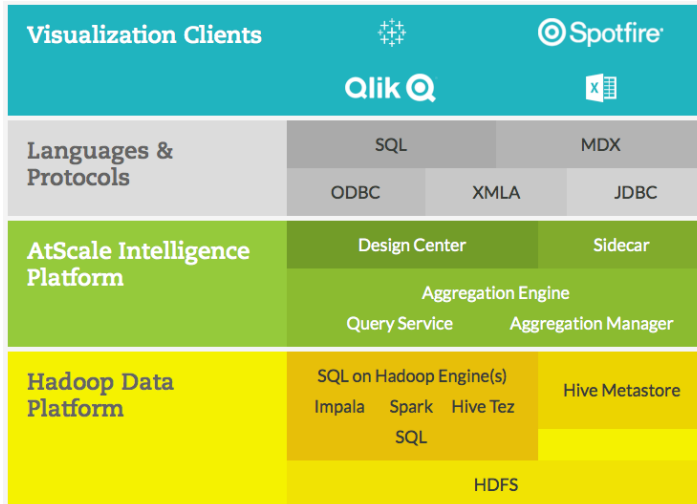 Visualization Clients
Spotfire
Qlik Q
X
Languages &
Protocols
SQL
MDX
ODBC
XMLA
JDBC
AtScale Intelligence
Platform
Design Center
Sidecar
Aggregation Engine
Query Service
Aggregation Manager
Hadoop Data
Platform
SQL on Hadoop Engine(s)
Impala Spark Hive Tez
SQL
Hive Metastore
HDFS